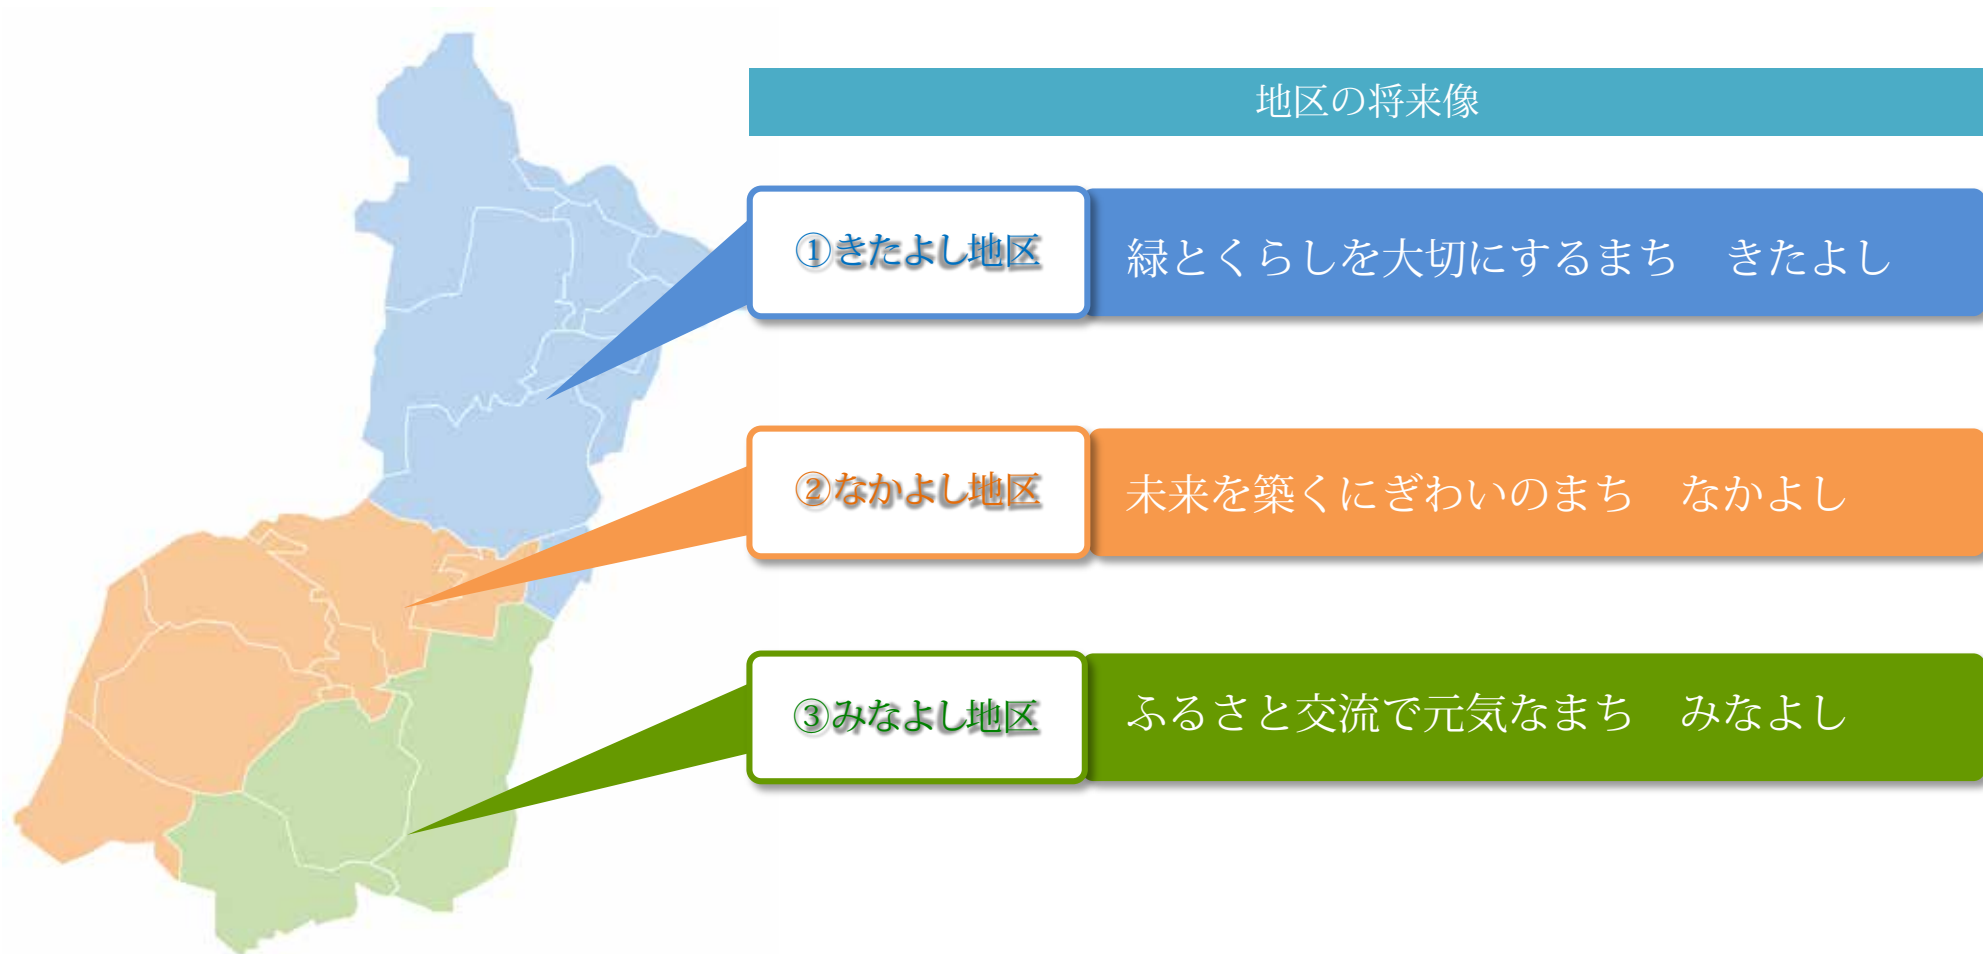 地区の将来像
①きたよし地区
緑とくらしを大切にするまち　きたよし
②なかよし地区
未来を築くにぎわいのまち　なかよし
③みなよし地区
ふるさと交流で元気なまち　みなよし